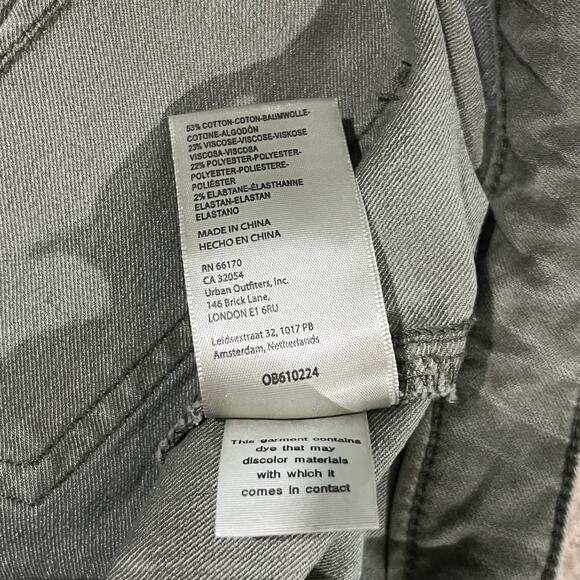 53% COTTON-COTON-BAUMWOLLE-
COTONE-ALGODÓN
23% VISCOSE-VISCOSE-VISKOSE
VISCOSA-VISCOSA
22% POLYESTER-POLYESTER-
POLYESTER-POLIESTERE-
POLIÉSTER
2% ELASTANE-ÉLASTHANNE
ELASTAN-ELASTAN
ELASTANO
MADE IN CHINA
HECHO EN CHINA
RN 66170
CA 32054
Urban Outfitters, Inc.
146 Brick Lane,
LONDON E1 6RU
Leidsestraat 32, 1017 PB
Amsterdam, Netherlands
OB610224
This garment contains
dye that may
discolor materials
with which it
comes in contact